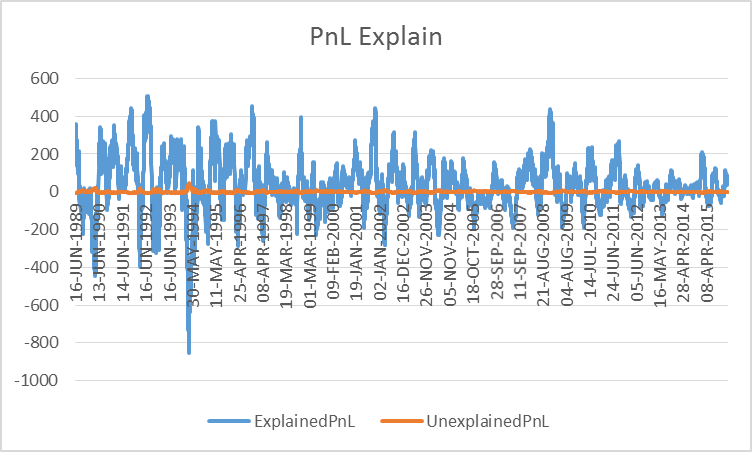 PnL Explain
600
400
200
0
-200
-400
-600
-800
-1000
16-JUN-1989
13-JUN-1990
14-JUN-1991
16-JUN-1992
16-JUN-1993
30-MAY-1994
11-MAY-1995
25-APR-1996
08-APR-1997
19-MAR-1998
01-MAR-1999
09-FEB-2000
22-JAN-2001
02-JAN-2002
16-DEC-2002
26-NOV-2003
05-NOV-2004
18-OCT-2005
28-SEP-2006
11-SEP-2007
21-AUG-2008
04-AUG-2009
14-JUL-2010
24-JUN-2011
05-JUN-2012
16-MAY-2013
28-APR-2014
08-APR-2015
ExplainedPnL UnexplainedPnL